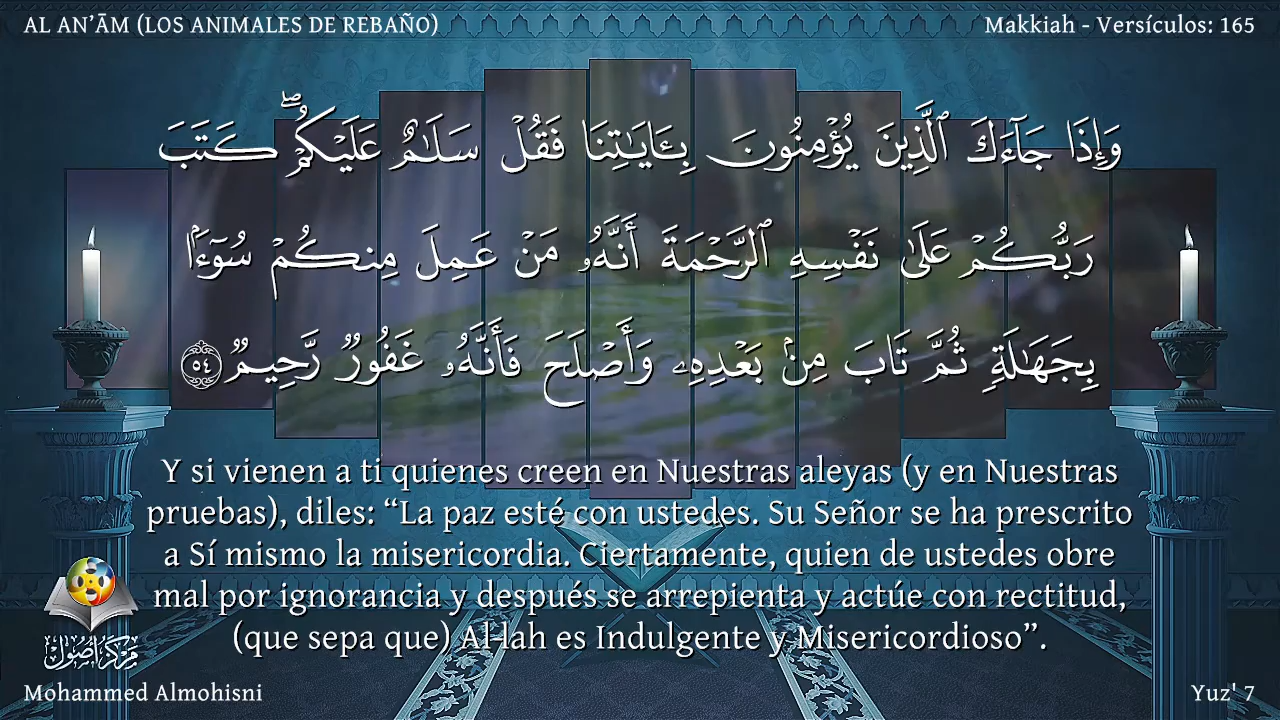 AL AN’ĀM (LOS ANIMALES DE REBAÑO)
Makkiah - Versículos: 165
وَإِذَا جَآءَكَ ٱلَّذِينَ يُؤْمِنُونَ بِـَٔايَـٰتِنَا فَقُلْ سَلَـٰمٌ عَلَيْكُمْ ۖ كَتَبَ
رَبُّكُمْ عَلَىٰ نَفْسِهِ ٱلرَّحْمَةَ أَنَّهُۥ مَنْ عَمِلَ مِنكُمْ سُوٓءًۢا
بِجَهَـٰلَةٍ ثُمَّ تَابَ مِنۢ بَعْدِهِۦ وَأَصْلَحَ فَأَنَّهُۥ غَفُورٌ رَّحِيمٌ ٥٤
Y si vienen a ti quienes creen en Nuestras aleyas (y en Nuestras
pruebas), diles: “La paz esté con ustedes. Su Señor se ha prescrito
a Sí mismo la misericordia. Ciertamente, quien de ustedes obre
mal por ignorancia y después se arrepienta y actúe con rectitud,
(que sepa que) Al-lah es Indulgente y Misericordioso”.
مركز أصول
Mohammed Almohisni
Yuz' 7